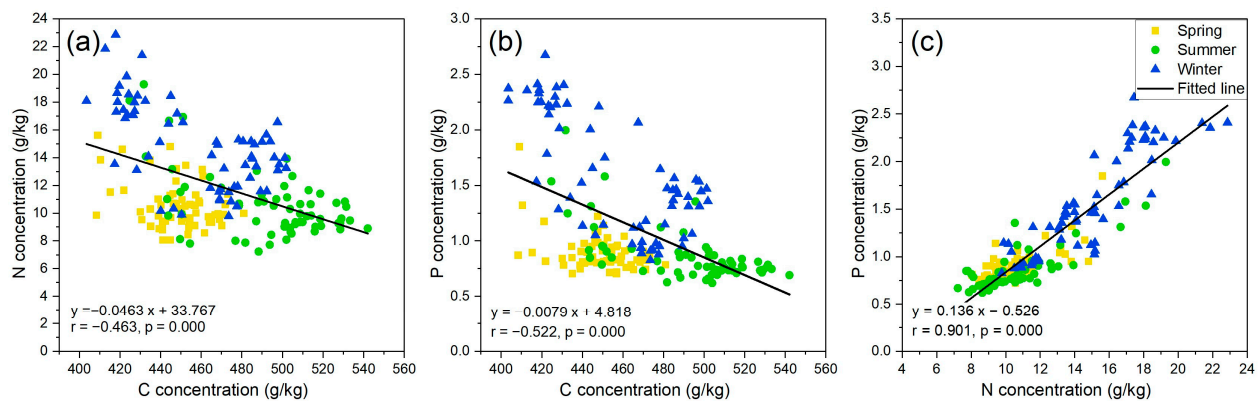 (a)
24
22
20
18
16
14
12
10
8
6
4
2
0
N concentration (g/kg)
y =−0.0463 x + 33.767
r = −0.463, p = 0.000
400 420 440 460 480 500 520 540 560
C concentration (g/kg)
(b)
3.0
2.5
2.0
1.5
1.0
0.5
0.0
P concentration (g/kg)
y = −0.0079 x + 4.818
r = −0.522, p = 0.000
400 420 440 460 480 500 520 540 560
C concentration (g/kg)
(c)
Spring
Summer
Winter
Fitted line
3.5
3.0
2.5
2.0
1.5
1.0
0.5
0.0
P concentration (g/kg)
y = 0.136 x − 0.526
r = 0.901, p = 0.000
4 6 8 10 12 14 16 18 20 22 24
N concentration (g/kg)